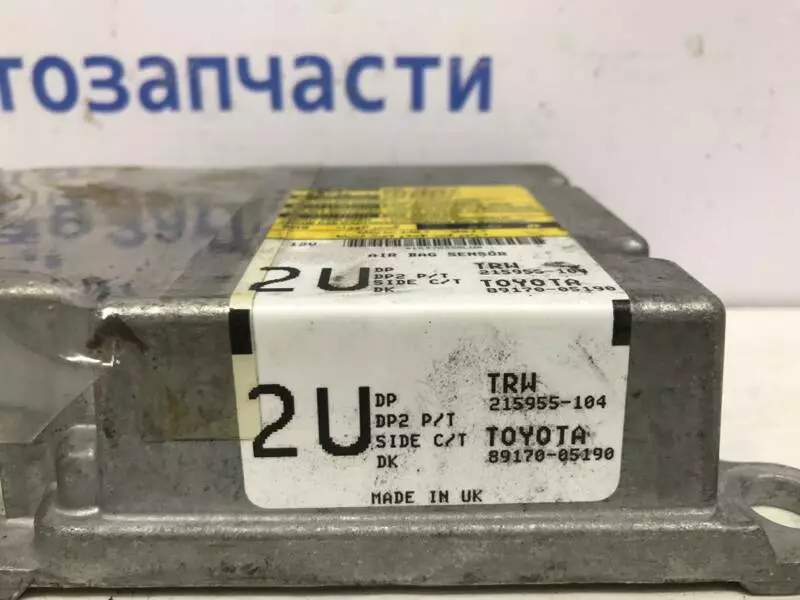 тозапчасти
12V
AIR BAG SENSOR
2U DP TRW
DP2 P/T 215955-104
SIDE C/T TOYOTA
DK 89170-05190
2U DP TRW
DP2 P/T 215955-104
SIDE C/T TOYOTA
DK 89170-05190
MADE IN UK